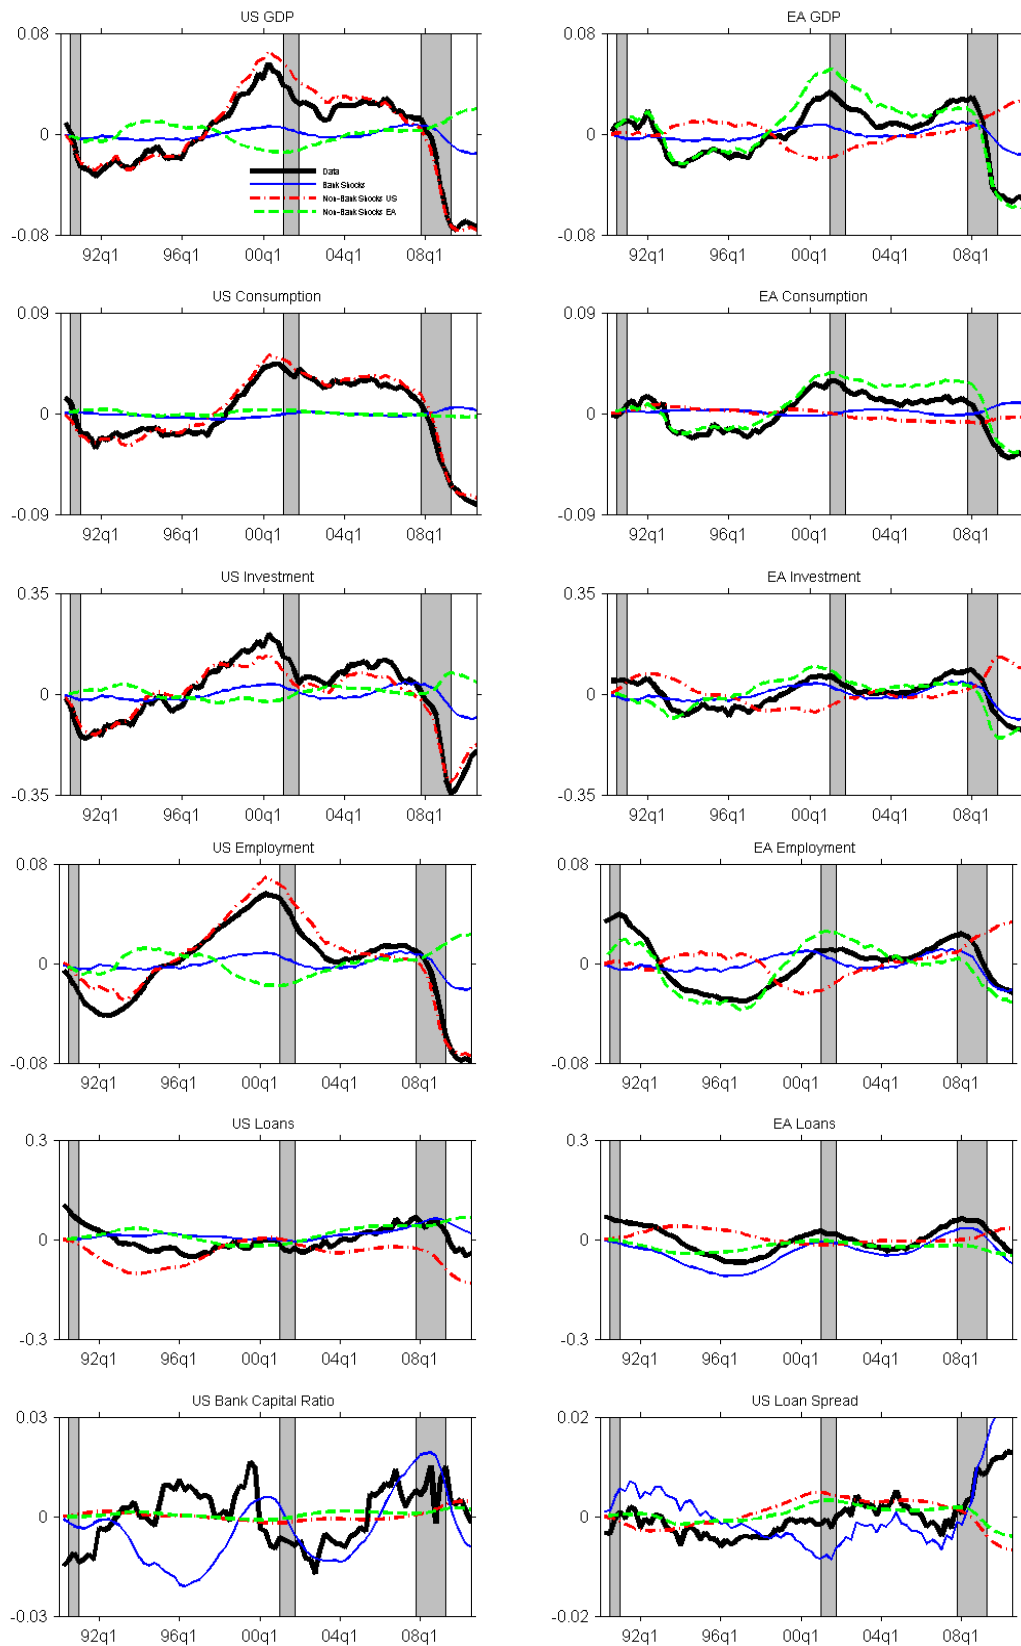 US GDP
EA GDP
0.08
0
-0.08
Data
Bank Shocks
Non-Bank Shocks US
Non-Bank Shocks EA
92q1 96q1 00q1 04q1 08q1
0.08
0
-0.08
92q1 96q1 00q1 04q1 08q1
US Consumption
EA Consumption
0.09
0
-0.09
92q1 96q1 00q1 04q1 08q1
0.09
0
-0.09
92q1 96q1 00q1 04q1 08q1
US Investment
EA Investment
0.35
0
-0.35
92q1 96q1 00q1 04q1 08q1
0.35
0
-0.35
92q1 96q1 00q1 04q1 08q1
US Employment
EA Employment
0.08
0
-0.08
92q1 96q1 00q1 04q1 08q1
0.08
0
-0.08
92q1 96q1 00q1 04q1 08q1
US Loans
EA Loans
0.3
0
-0.3
92q1 96q1 00q1 04q1 08q1
0.3
0
-0.3
92q1 96q1 00q1 04q1 08q1
US Bank Capital Ratio
US Loan Spread
0.03
0
-0.03
92q1 96q1 00q1 04q1 08q1
0.02
0
-0.02
92q1 96q1 00q1 04q1 08q1